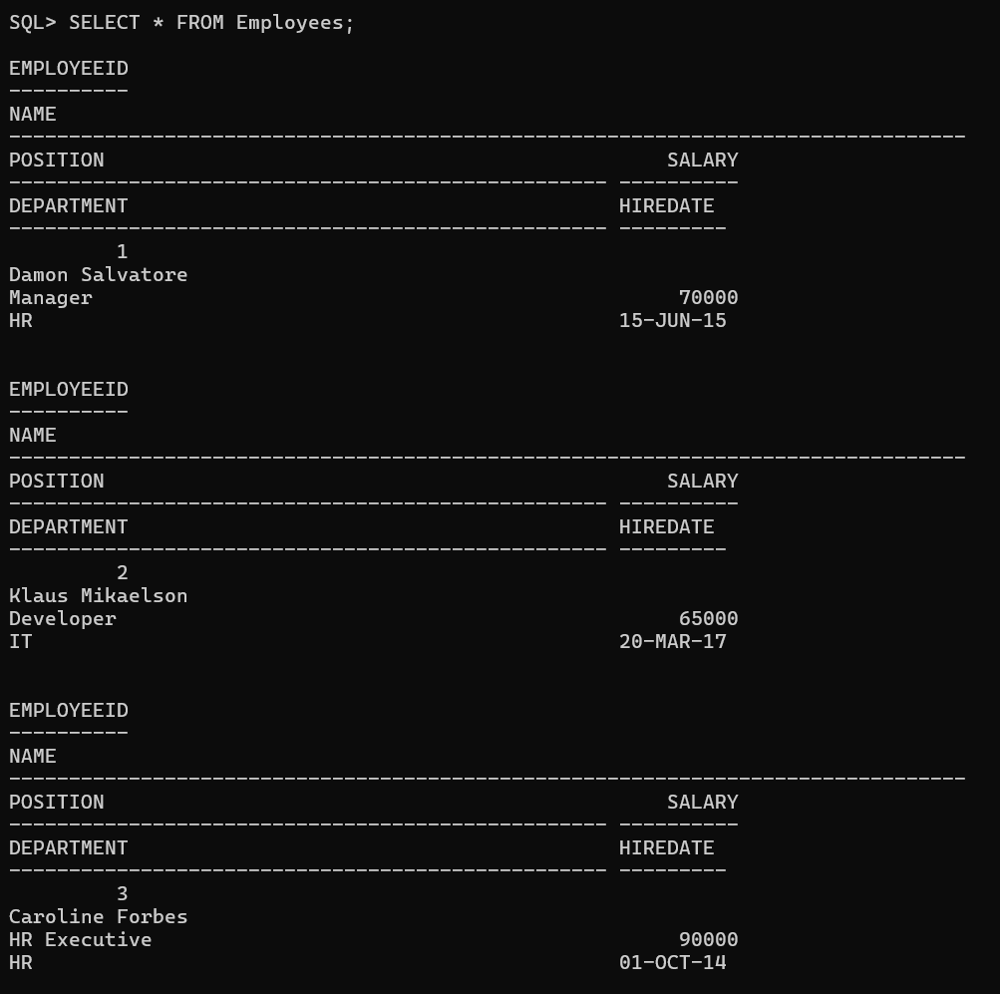 SQL> SELECT * FROM Employees;
EMPLOYEEID
----------
NAME
--------------------------------------------------------------------------------
POSITION                                               SALARY
-------------------------------------------------- ----------
DEPARTMENT                                         HIREDATE
-------------------------------------------------- ---------
         1
Damon Salvatore
Manager                                                 70000
HR                                                 15-JUN-15
EMPLOYEEID
----------
NAME
--------------------------------------------------------------------------------
POSITION                                               SALARY
-------------------------------------------------- ----------
DEPARTMENT                                         HIREDATE
-------------------------------------------------- ---------
         2
Klaus Mikaelson
Developer                                               65000
IT                                                 20-MAR-17
EMPLOYEEID
----------
NAME
--------------------------------------------------------------------------------
POSITION                                               SALARY
-------------------------------------------------- ----------
DEPARTMENT                                         HIREDATE
-------------------------------------------------- ---------
         3
Caroline Forbes
HR Executive                                            90000
HR                                                 01-OCT-14